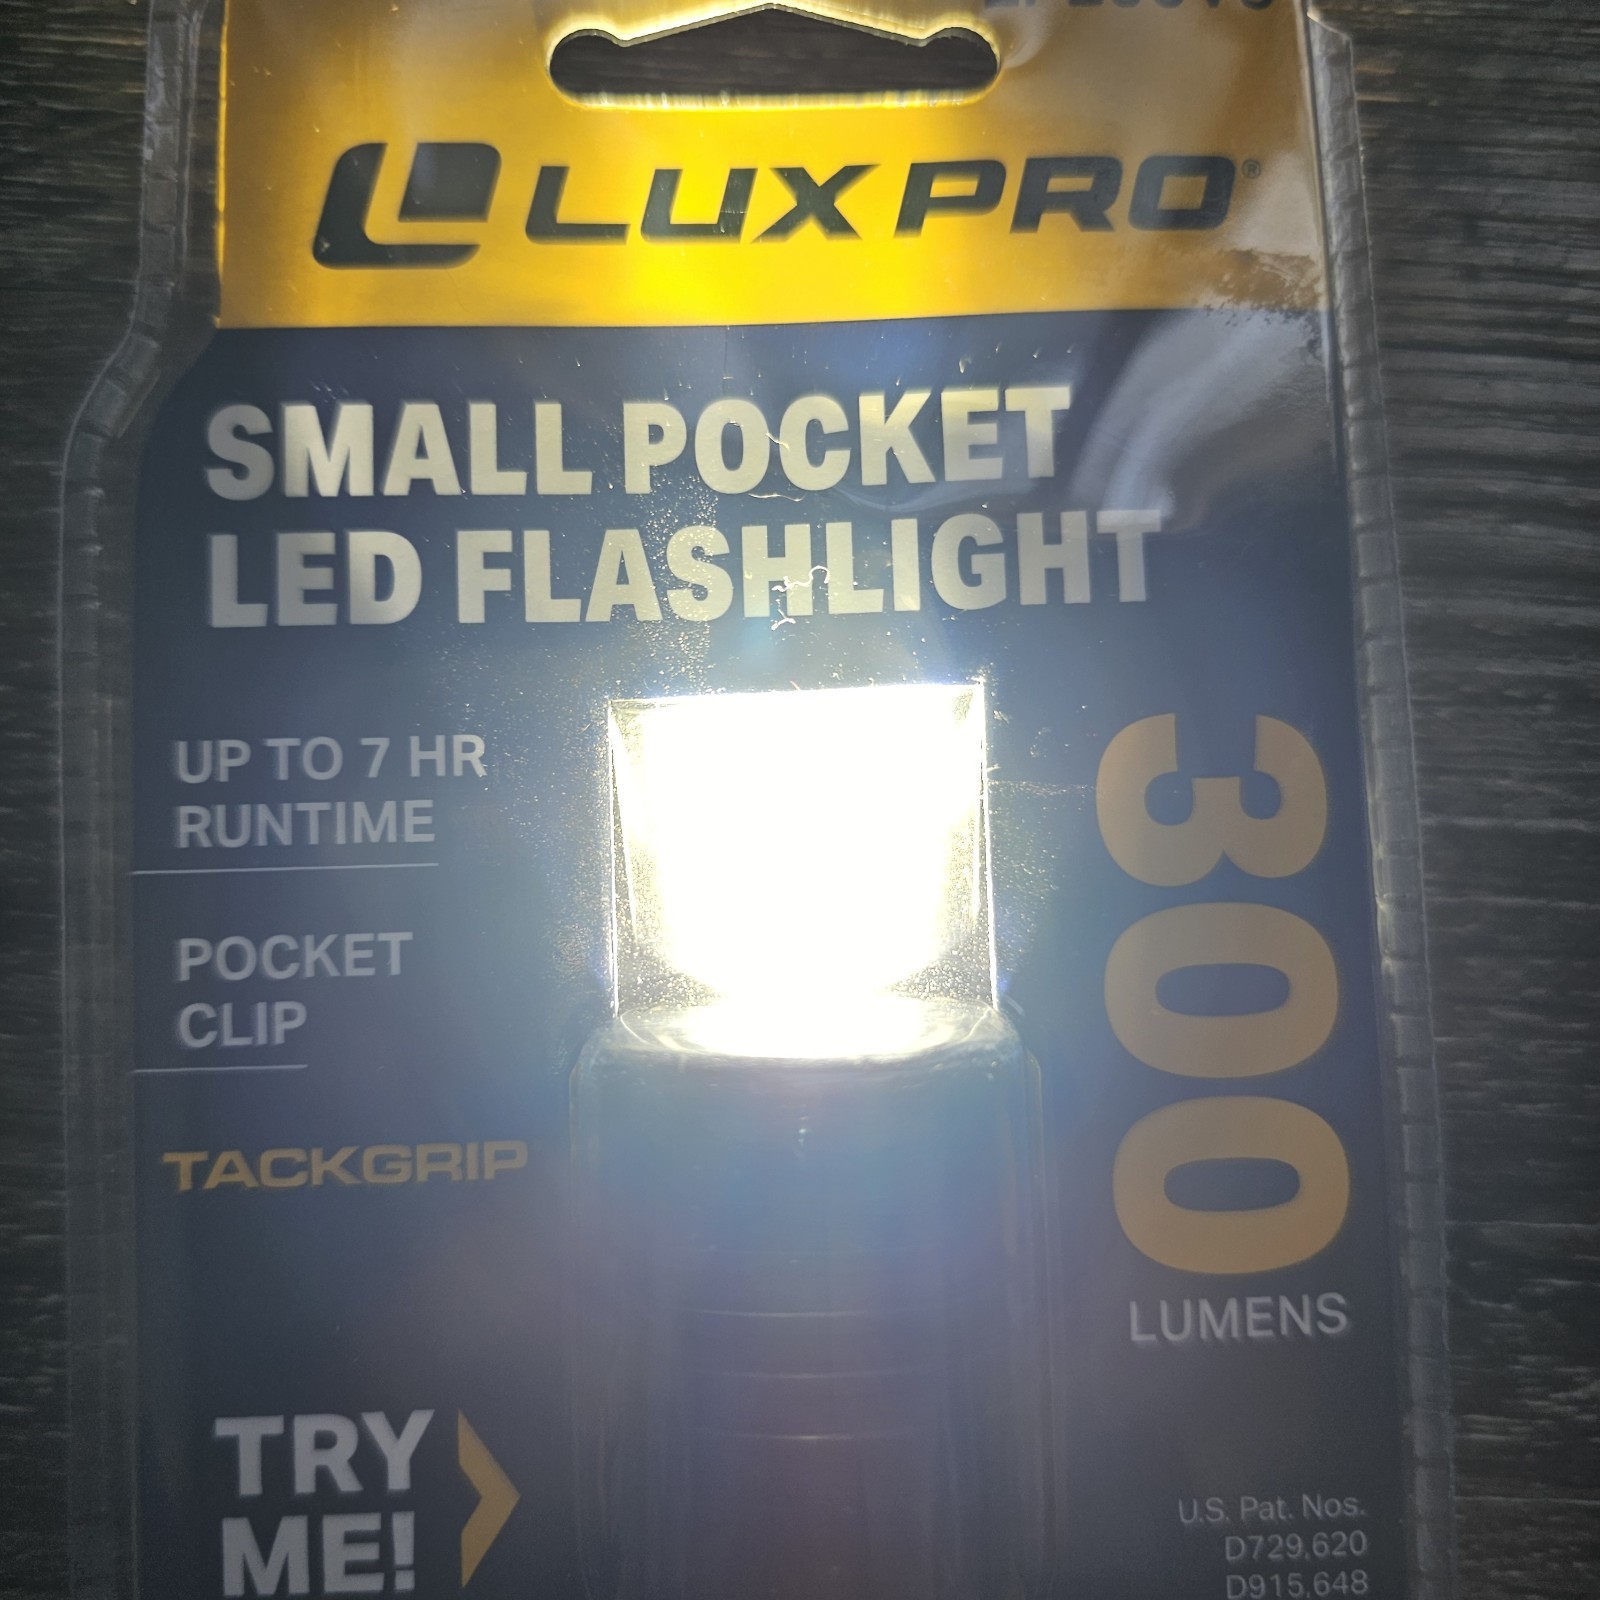 LUXPRO®
SMALL POCKET
LED FLASHLIGHT
UP TO 7 HR
RUNTIME
POCKET
CLIP
TACKGRIP
300
LUMENS
TRY
ME!
U.S. Pat. Nos.
D729,620
D915,648